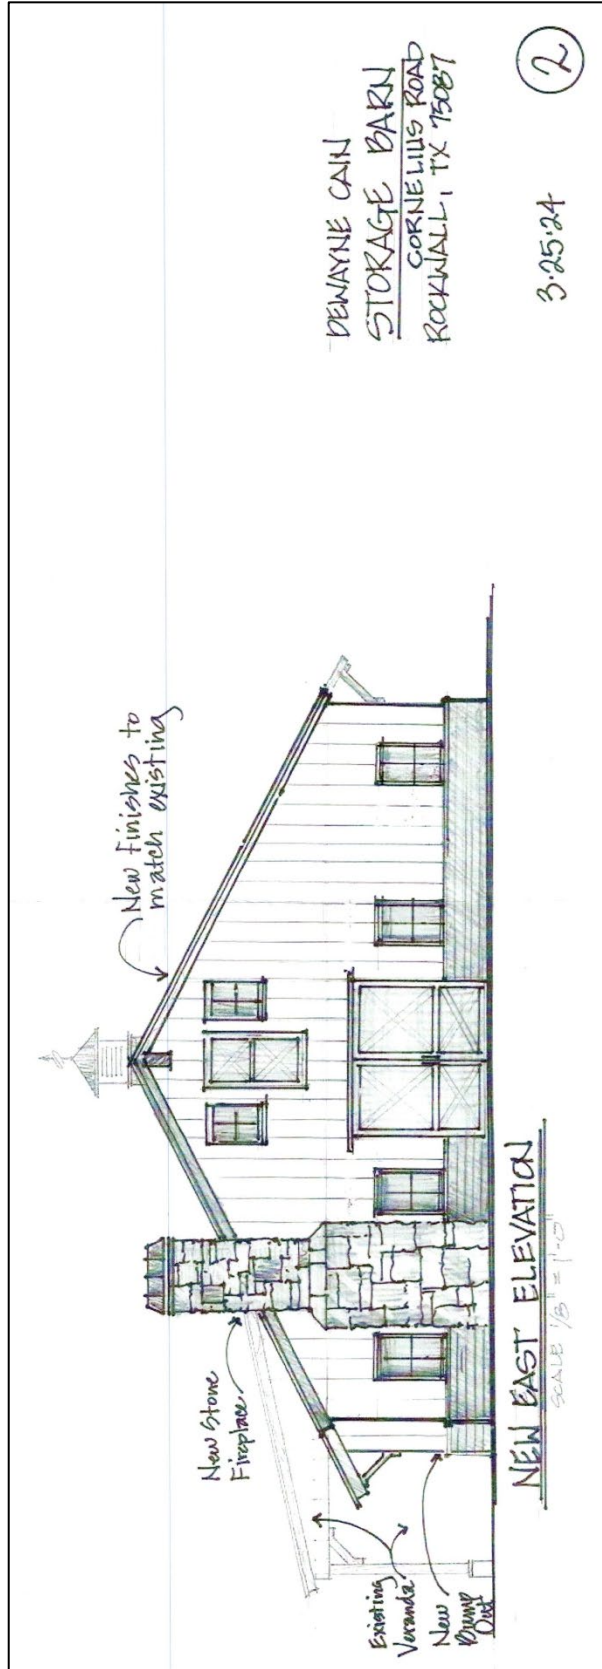 New Finishes to
match existing
New Stone
Fireplace
Existing
Veranda
New
Bump
Out
NEW EAST ELEVATION
SCALE 1/8" = 1'-0"
DEWAYNE CAIN
STORAGE BARN
CORNELIUS ROAD
ROCKWALL, TX 75087
3.25.24
2